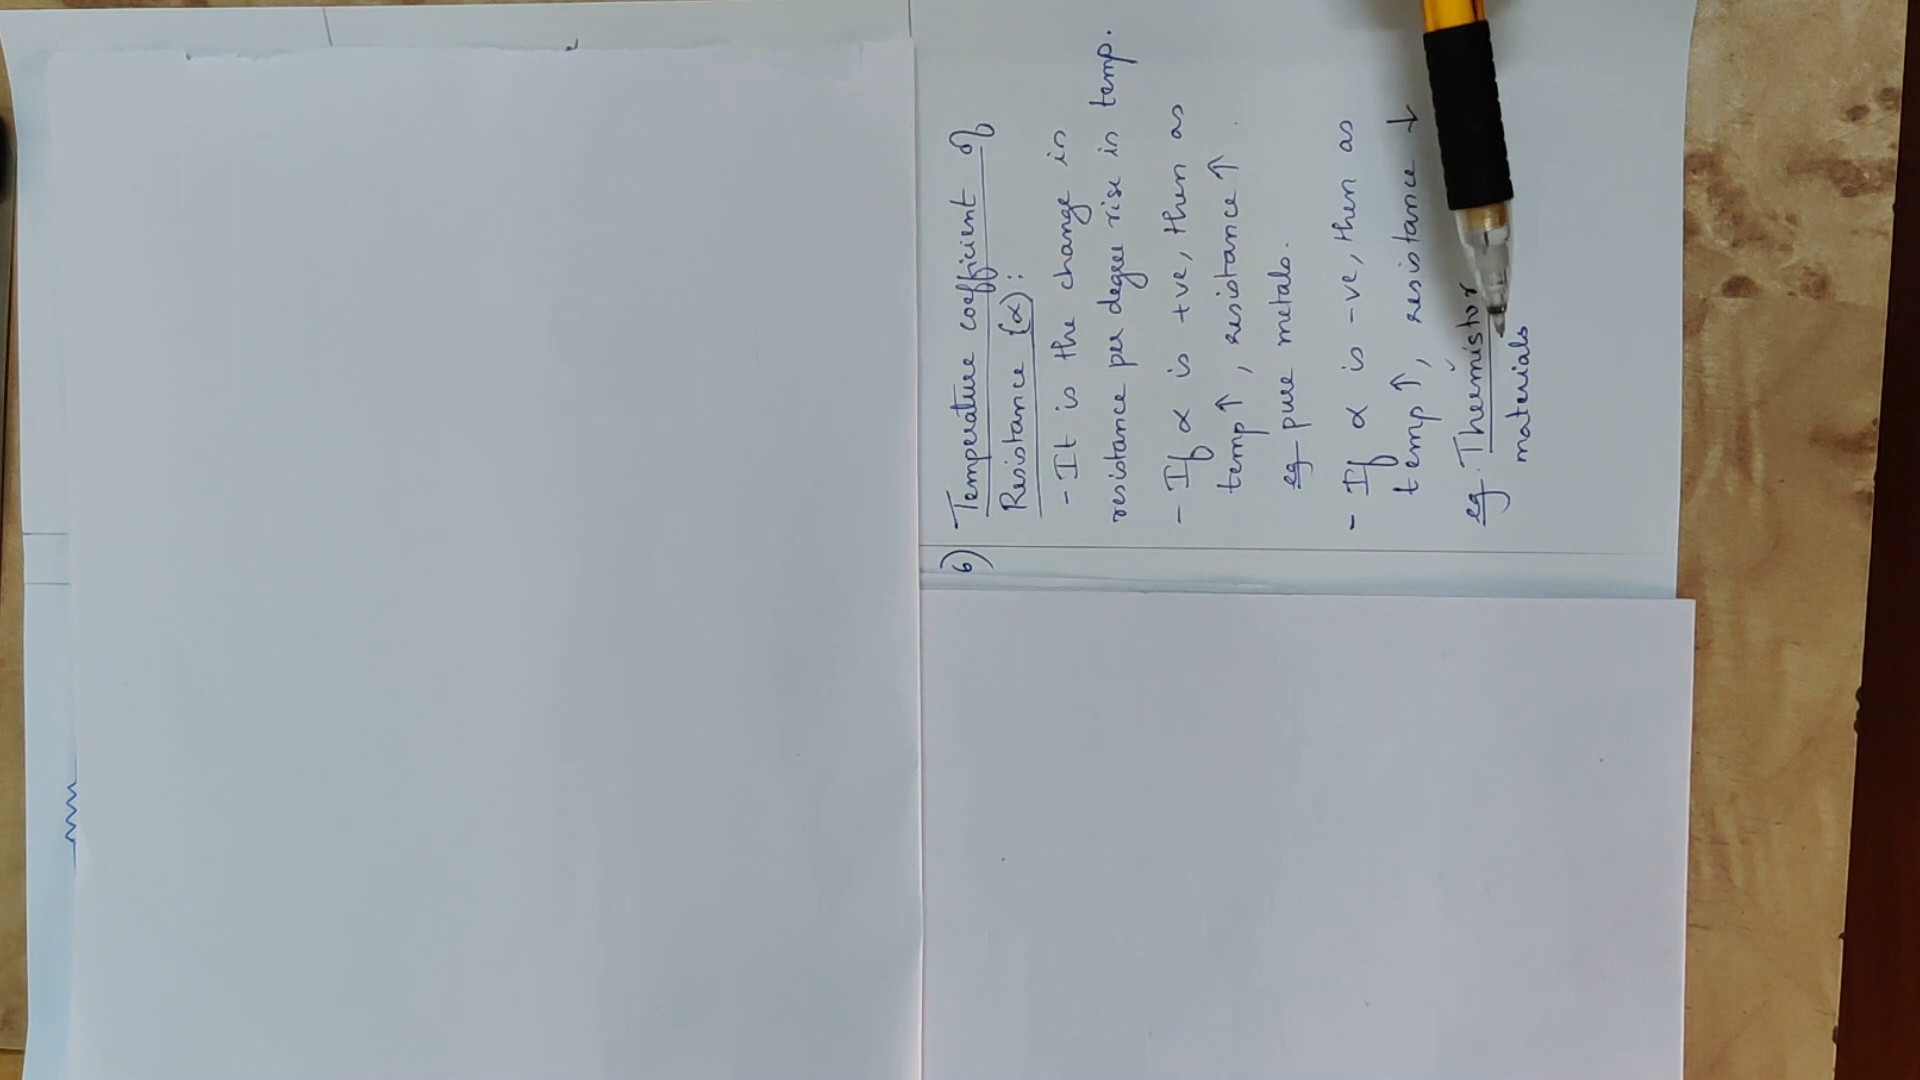 6) Temperature coefficient of
Resistance (α):
- It is the change in
resistance per degree rise in temp.
- If α is +ve, then as
temp↑, resistance↑
eg pure metals.
- If α is -ve, then as
temp↑, resistance ↓
eg. Thermistor
materials